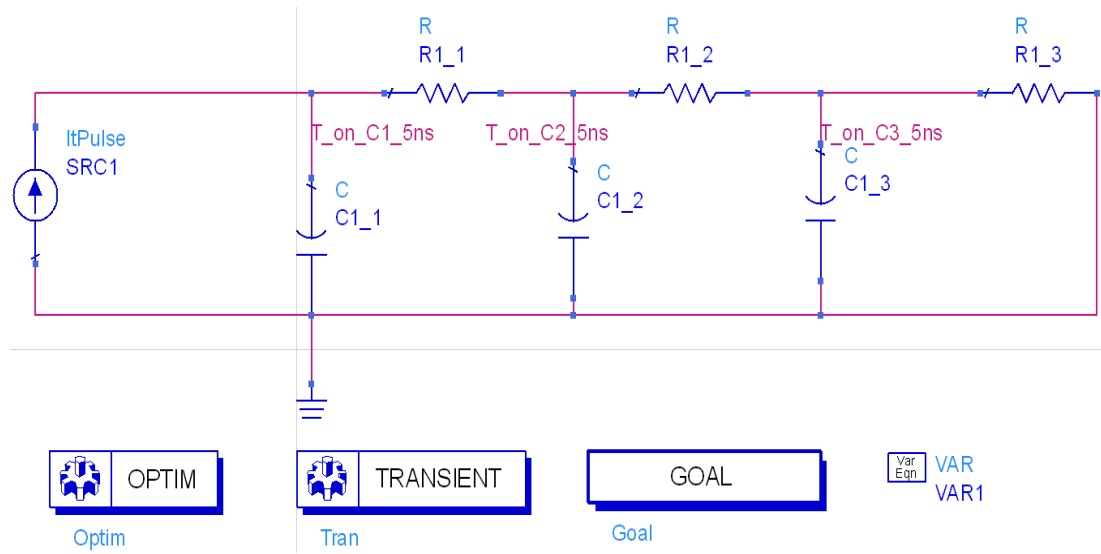 R
R1_1
R
R1_2
R
R1_3
ItPulse
SRC1
T_on_C1_5ns
T_on_C2_5ns
T_on_C3_5ns
C
C1_1
C
C1_2
C
C1_3
OPTIM
Optim
TRANSIENT
Tran
GOAL
Goal
Var
Eqn
VAR
VAR1